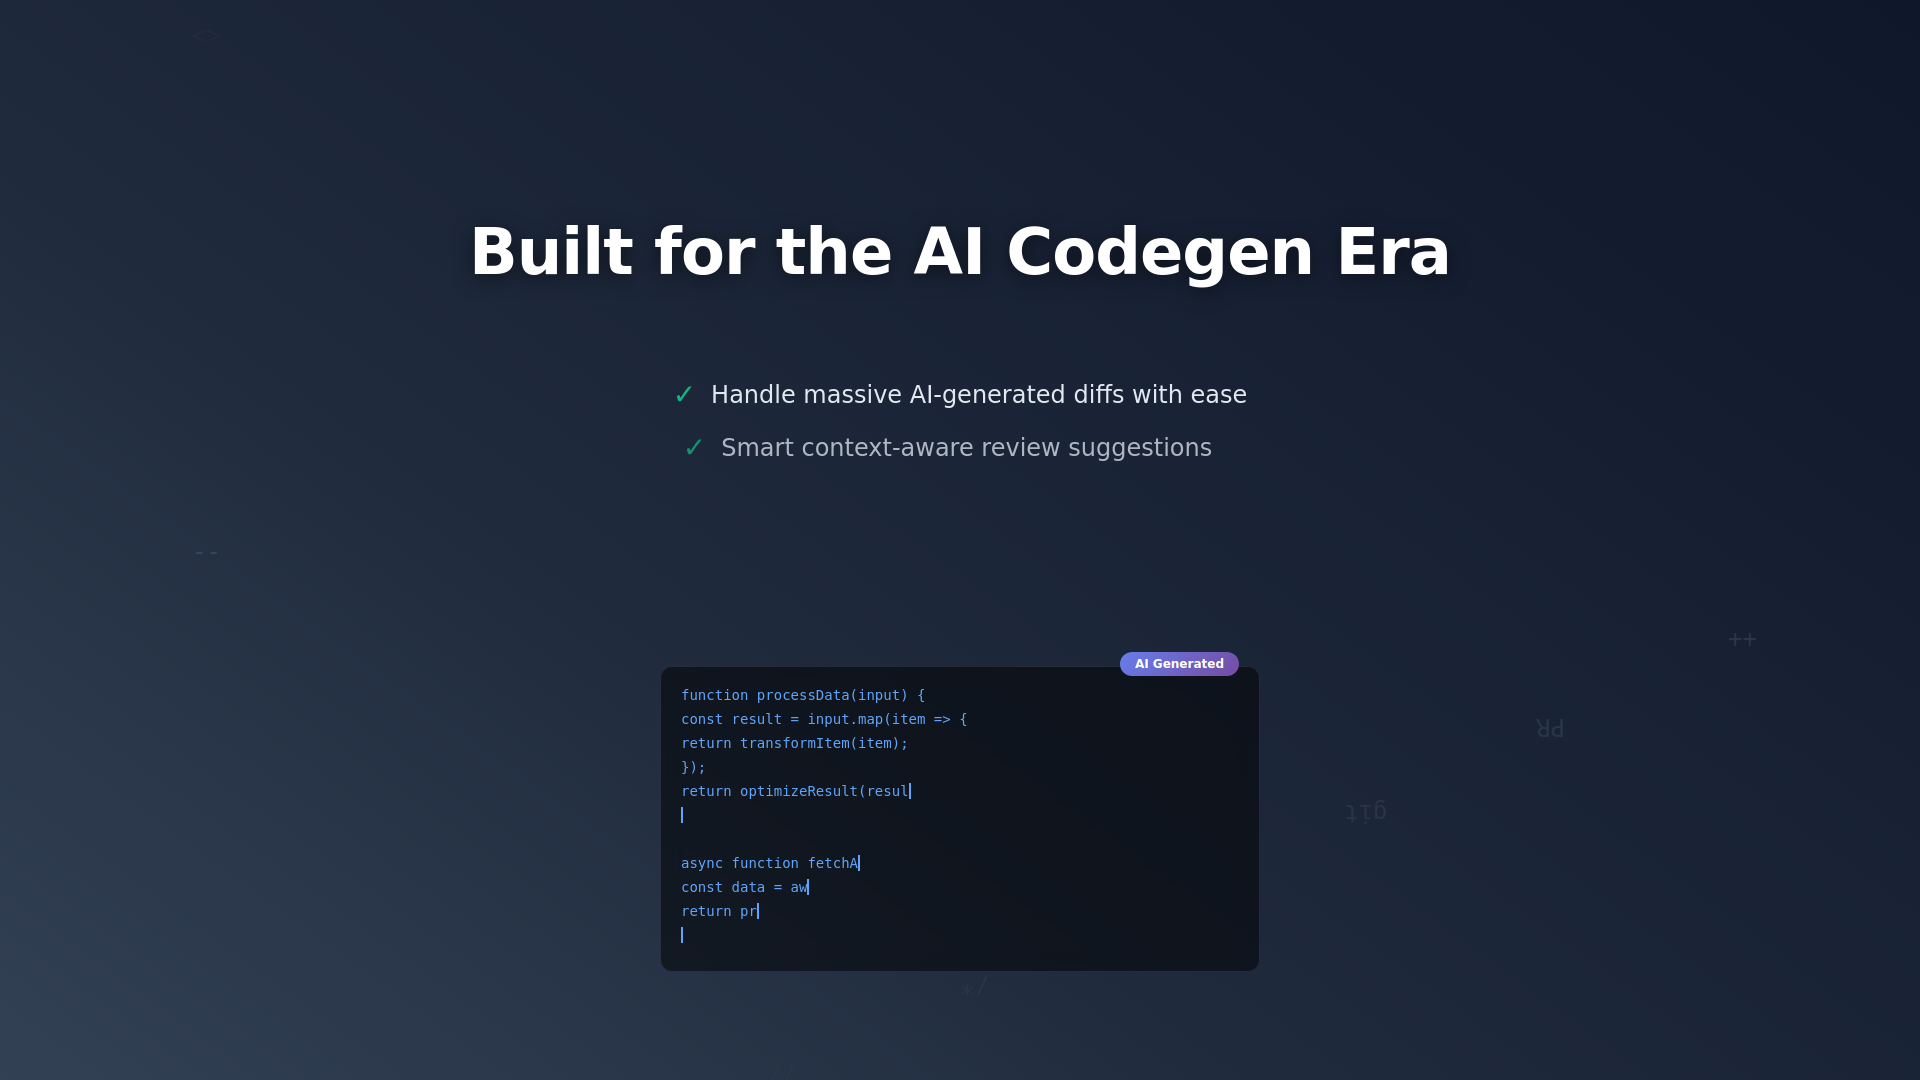 <>
Built for the AI Codegen Era
✓ Handle massive AI-generated diffs with ease
✓ Smart context-aware review suggestions
--
++
AI Generated
function processData(input) {
const result = input.map(item => {
return transformItem(item);
});
return optimizeResult(resul
async function fetchA
const data = aw
return pr
PR
git
*/